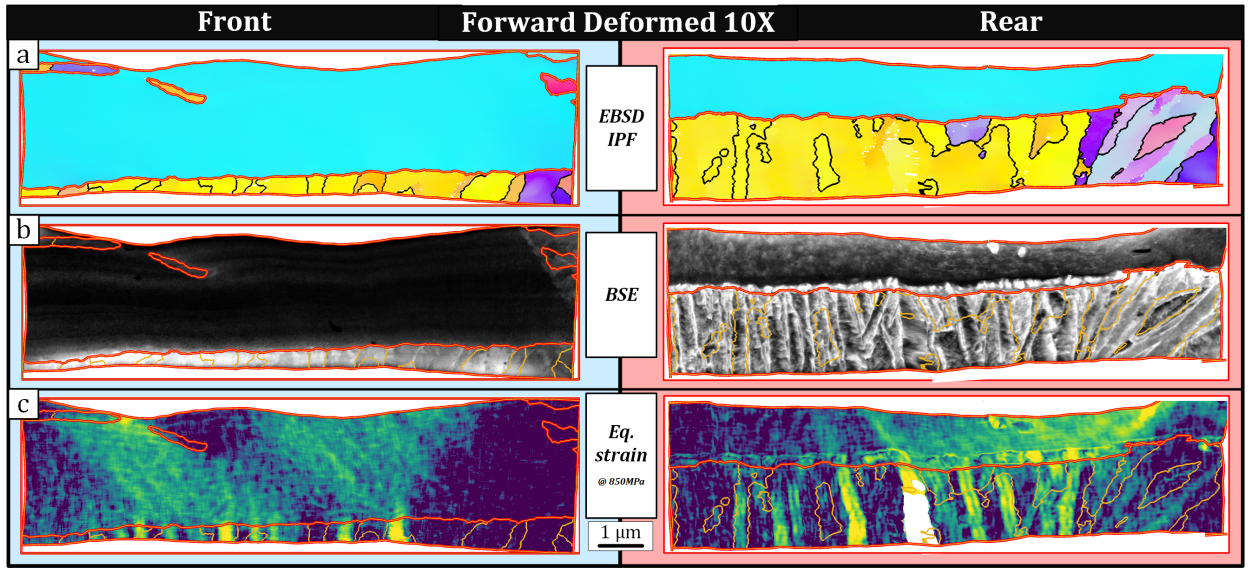 Front Forward Deformed 10X Rear
a
EBSD
IPF
b
BSE
c
Eq.
strain
@ 850MPa
1 μm